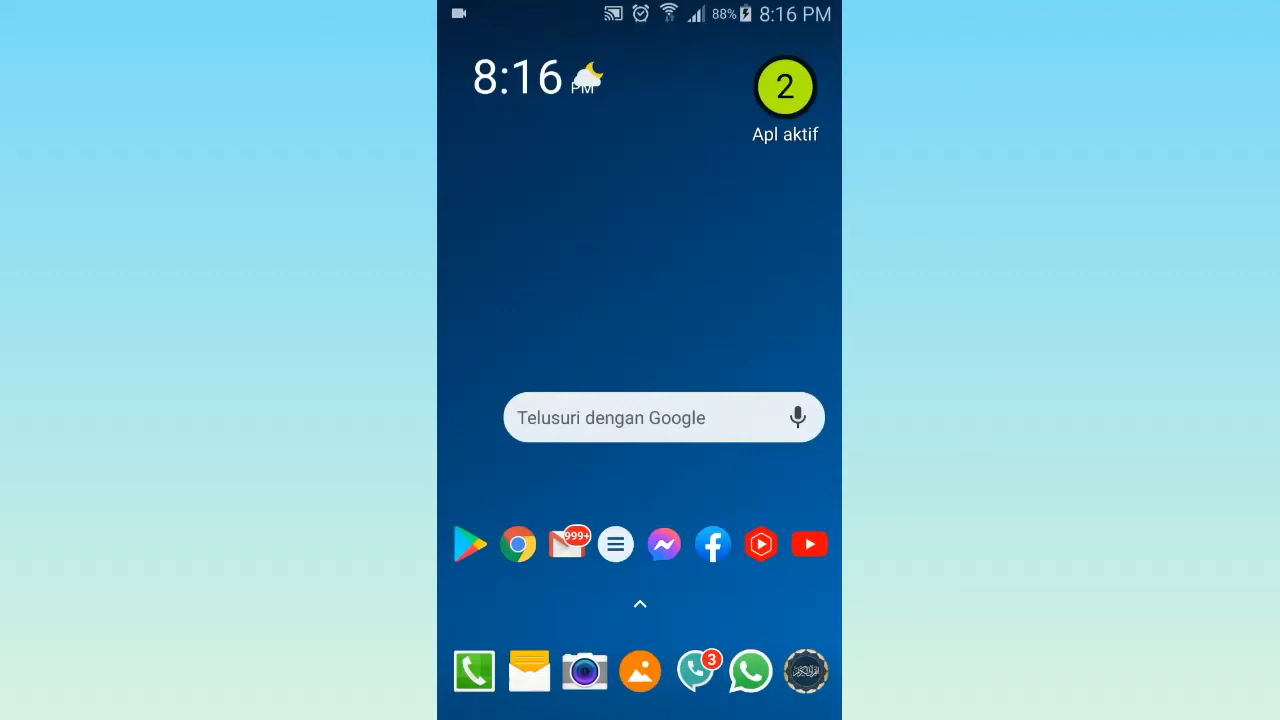 88% 8:16 PM
8:16 PM
2
Apl aktif
Telusuri dengan Google
999+
3